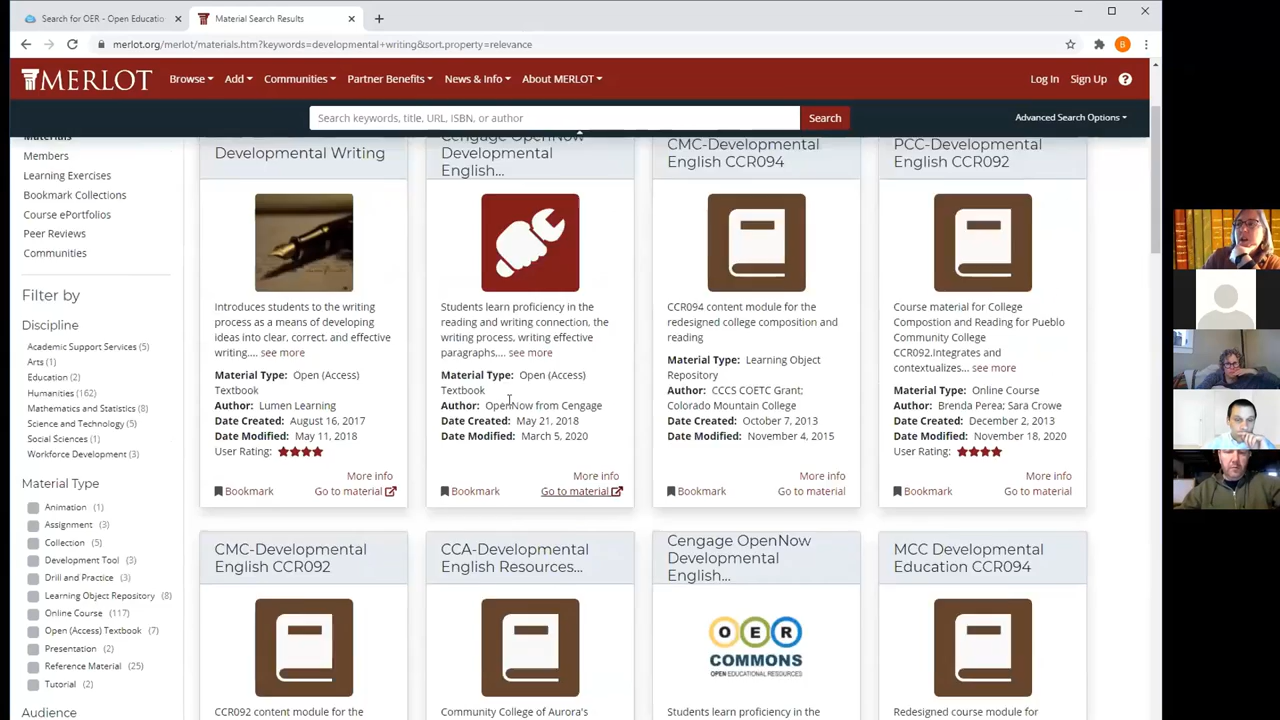 Search for OER - Open Educatio
Material Search Results
merlot.org/merlot/materials.htm?keywords=developmental+writing&sort.property=relevance
B
MERLOT
Browse
Add
Communities
Partner Benefits
News & Info
About MERLOT
Log In
Sign Up
Search keywords, title, URL, ISBN, or author
Search
Advanced Search Options
Materials
Members
Learning Exercises
Bookmark Collections
Course ePortfolios
Peer Reviews
Communities
Filter by
Discipline
Academic Support Services (5)
Arts (1)
Education (2)
Humanities (162)
Mathematics and Statistics (8)
Science and Technology (5)
Social Sciences (1)
Workforce Development (3)
Material Type
Animation (1)
Assignment (3)
Collection (5)
Development Tool (3)
Drill and Practice (3)
Learning Object Repository (8)
Online Course (117)
Open (Access) Textbook (7)
Presentation (2)
Reference Material (25)
Tutorial (2)
Audience
Developmental Writing
Introduces students to the writing
process as a means of developing
ideas into clear, correct, and effective
writing.... see more
Material Type: Open (Access)
Textbook
Author: Lumen Learning
Date Created: August 16, 2017
Date Modified: May 11, 2018
User Rating:
More info
Bookmark
Go to material
Cengage OpenNow
Developmental
English...
Students learn proficiency in the
reading and writing connection, the
writing process, writing effective
paragraphs,... see more
Material Type: Open (Access)
Textbook
Author: OpenNow from Cengage
Date Created: May 21, 2018
Date Modified: March 5, 2020
More info
Bookmark
Go to material
CMC-Developmental
English CCR094
CCR094 content module for the
redesigned college composition and
reading
Material Type: Learning Object
Repository
Author: CCCS COETC Grant;
Colorado Mountain College
Date Created: October 7, 2013
Date Modified: November 4, 2015
More info
Bookmark
Go to material
PCC-Developmental
English CCR092
Course material for College
Compostion and Reading for Pueblo
Community College
CCR092.Integrates and
contextualizes... see more
Material Type: Online Course
Author: Brenda Perea; Sara Crowe
Date Created: December 2, 2013
Date Modified: November 18, 2020
User Rating:
More info
Bookmark
Go to material
CMC-Developmental
English CCR092
CCR092 content module for the
CCA-Developmental
English Resources...
Community College of Aurora's
Cengage OpenNow
Developmental
English...
OER
COMMONS
OPEN EDUCATIONAL RESOURCES
Students learn proficiency in the
MCC Developmental
Education CCR094
Redesigned course module for